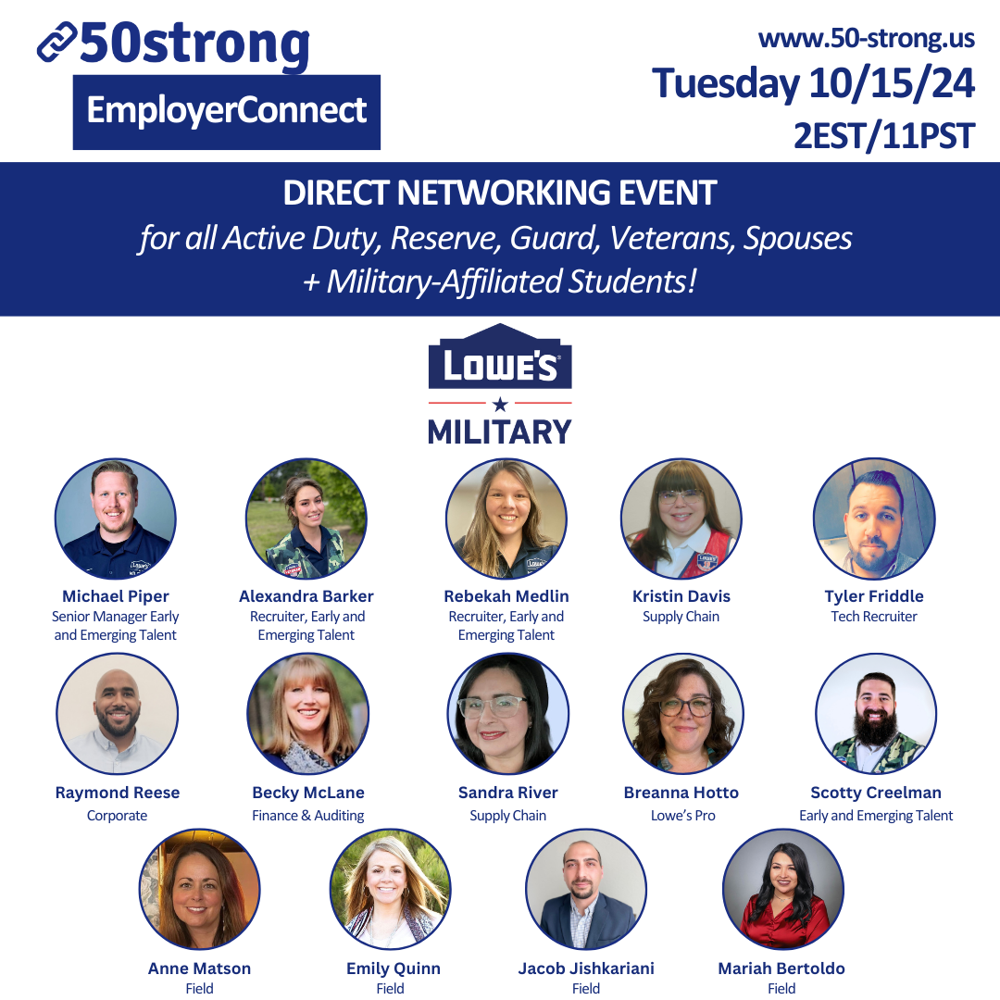 50strong
EmployerConnect
www.50-strong.us
Tuesday 10/15/24
2EST/11PST
DIRECT NETWORKING EVENT
for all Active Duty, Reserve, Guard, Veterans, Spouses
+ Military-Affiliated Students!
LOWE'S®
MILITARY
LOWE'S
LOWE'S
LOWE'S
Michael Piper
Senior Manager Early
and Emerging Talent
Alexandra Barker
Recruiter, Early and
Emerging Talent
Rebekah Medlin
Recruiter, Early and
Emerging Talent
Kristin Davis
Supply Chain
Tyler Friddle
Tech Recruiter
Raymond Reese
Corporate
Becky McLane
Finance & Auditing
Sandra River
Supply Chain
Breanna Hotto
Lowe's Pro
Scotty Creelman
Early and Emerging Talent
Anne Matson
Field
Emily Quinn
Field
Jacob Jishkariani
Field
Mariah Bertoldo
Field